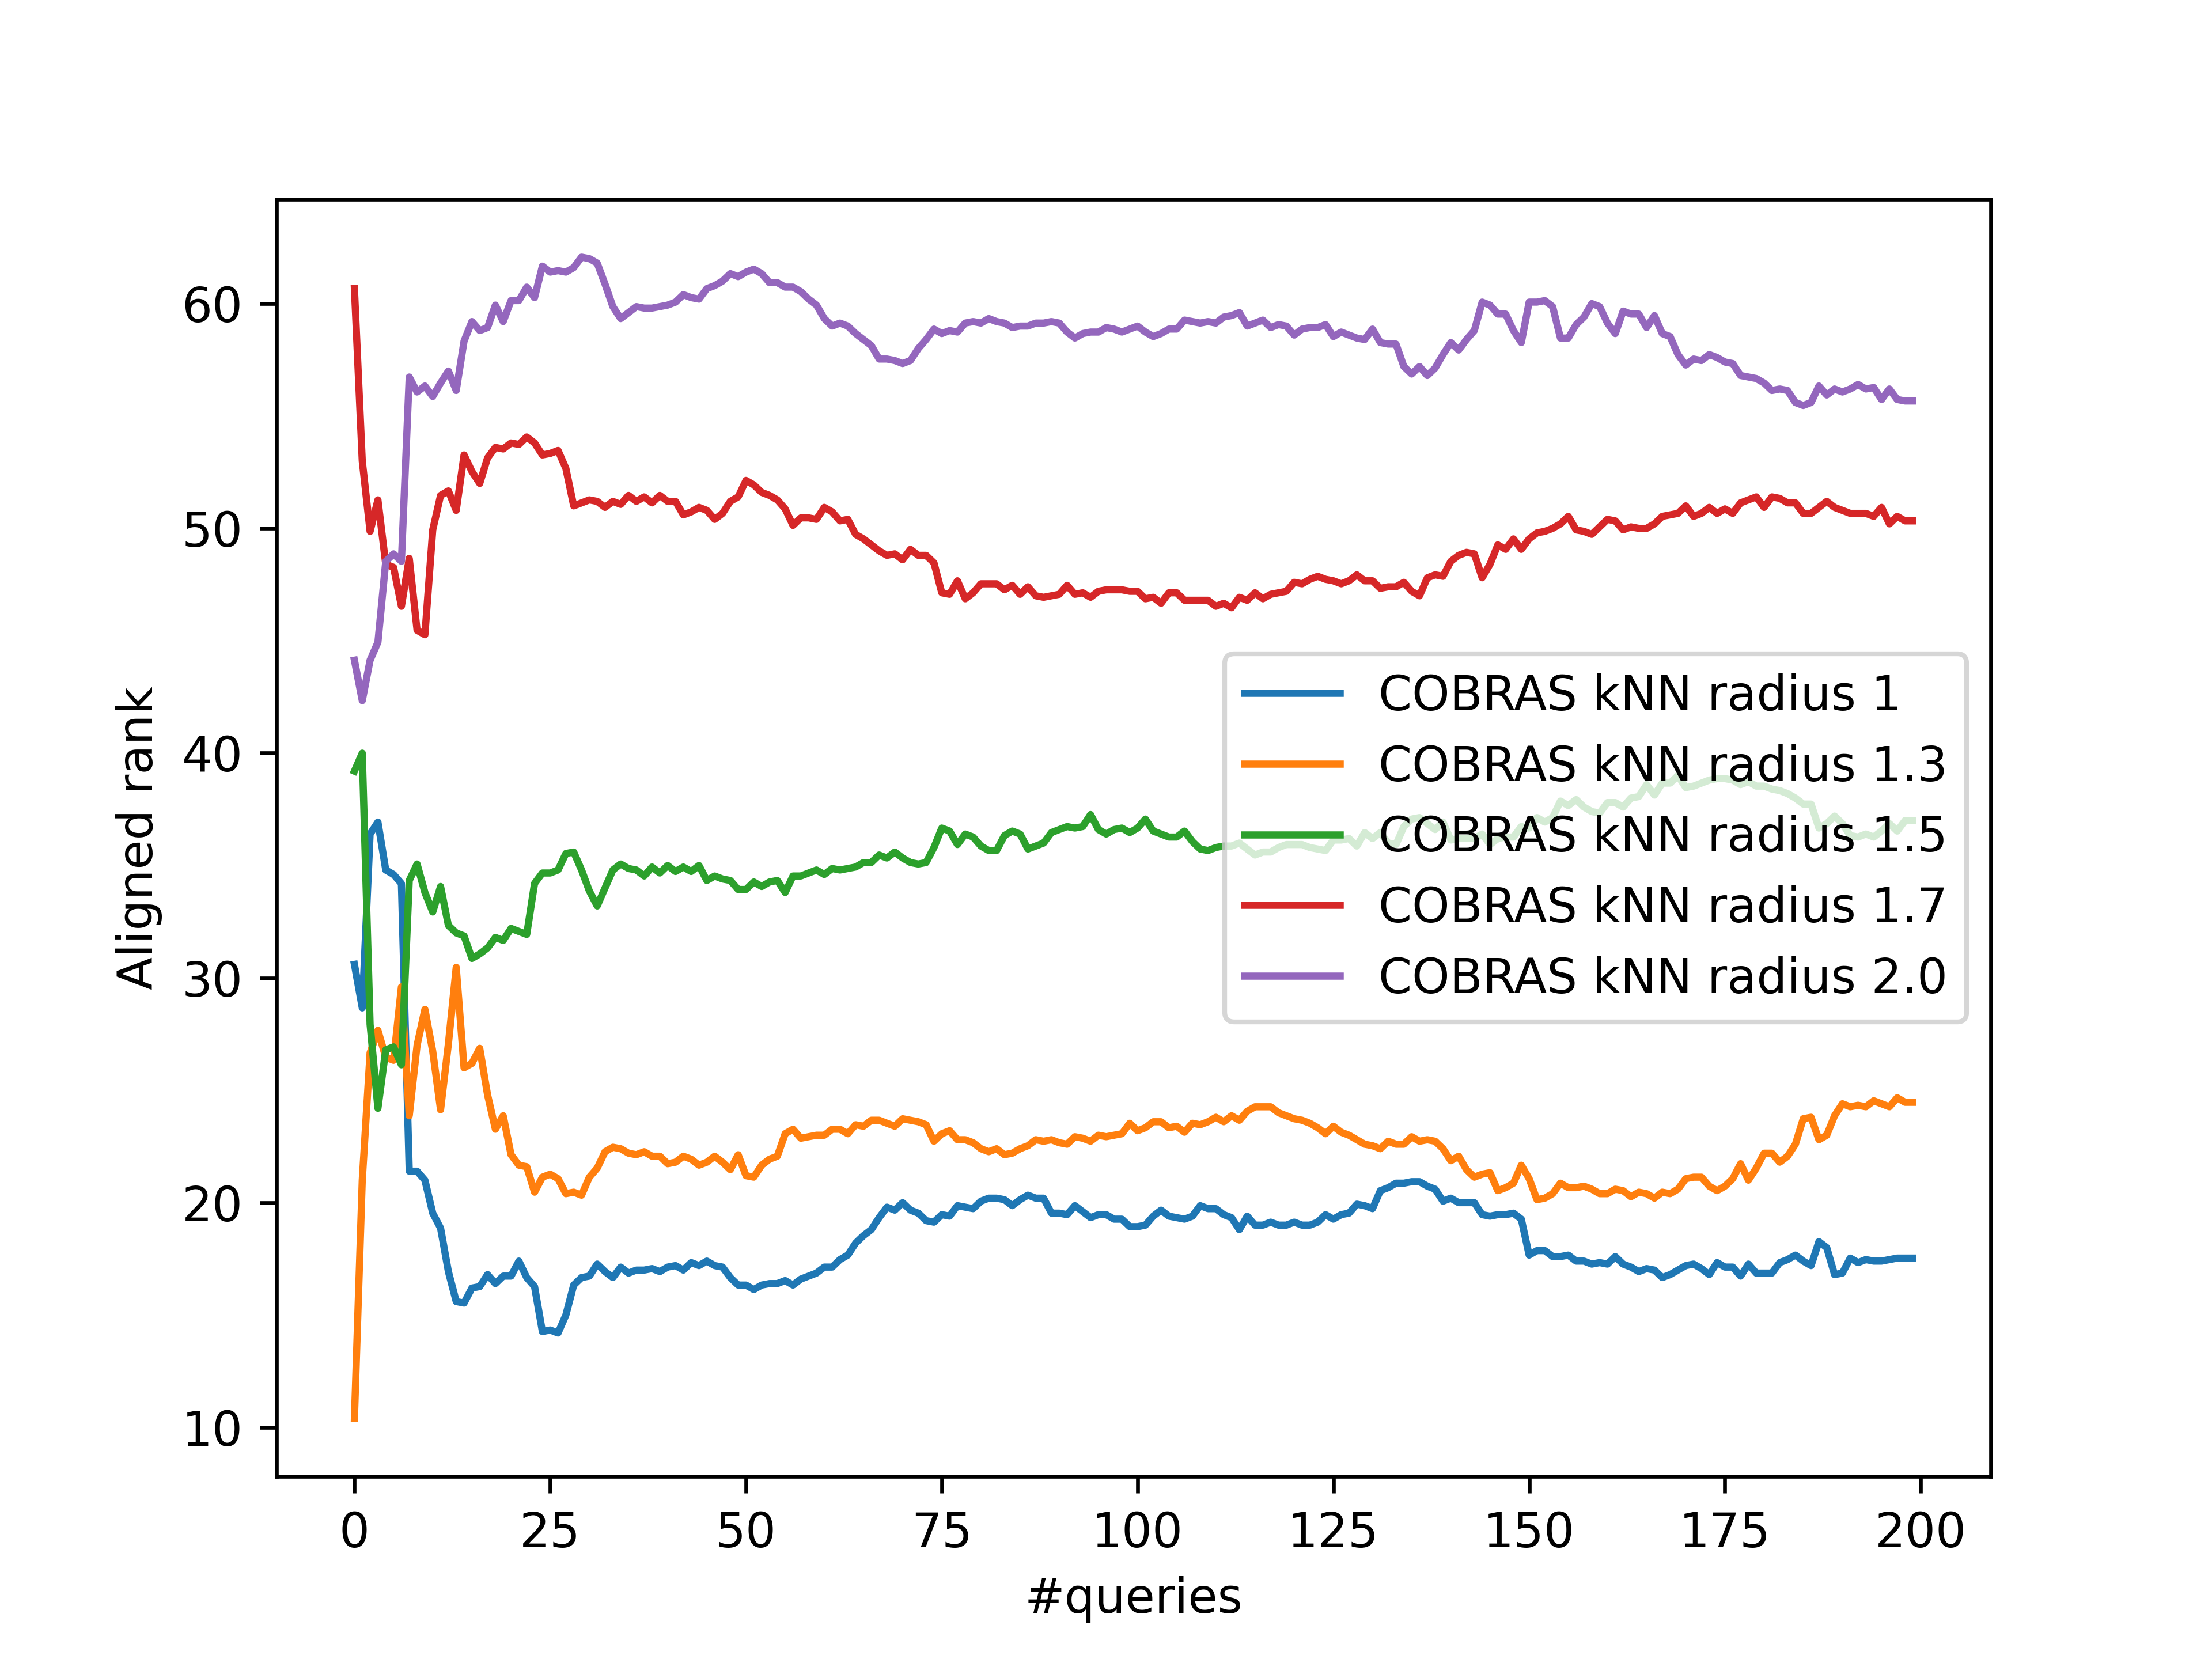 60
50
40
30
20
10
Aligned rank
COBRAS kNN radius 1
COBRAS kNN radius 1.3
COBRAS kNN radius 1.5
COBRAS kNN radius 1.7
COBRAS kNN radius 2.0
0 25 50 75 100 125 150 175 200
#queries